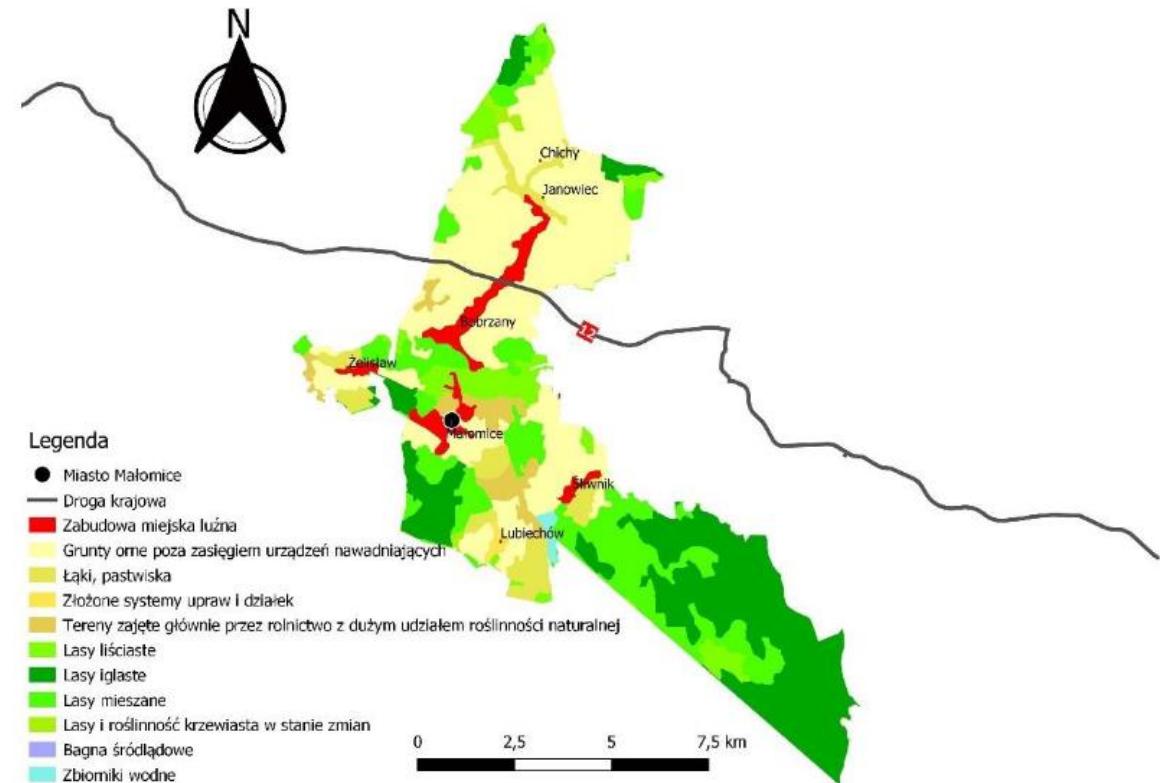 N
Chichy
Janowiec
12
Bobrzany
Żelisław
Małomice
Śliwnik
Lubiechów
Legenda
Miasto Małomice
Droga krajowa
Zabudowa miejska luźna
Grunty orne poza zasięgiem urządzeń nawadniających
Łąki, pastwiska
Złożone systemy upraw i działek
Tereny zajęte głównie przez rolnictwo z dużym udziałem roślinności naturalnej
Lasy liściaste
Lasy iglaste
Lasy mieszane
Lasy i roślinność krzewiasta w stanie zmian
Bagna śródlądowe
Zbiorniki wodne
0 2,5 5 7,5 km